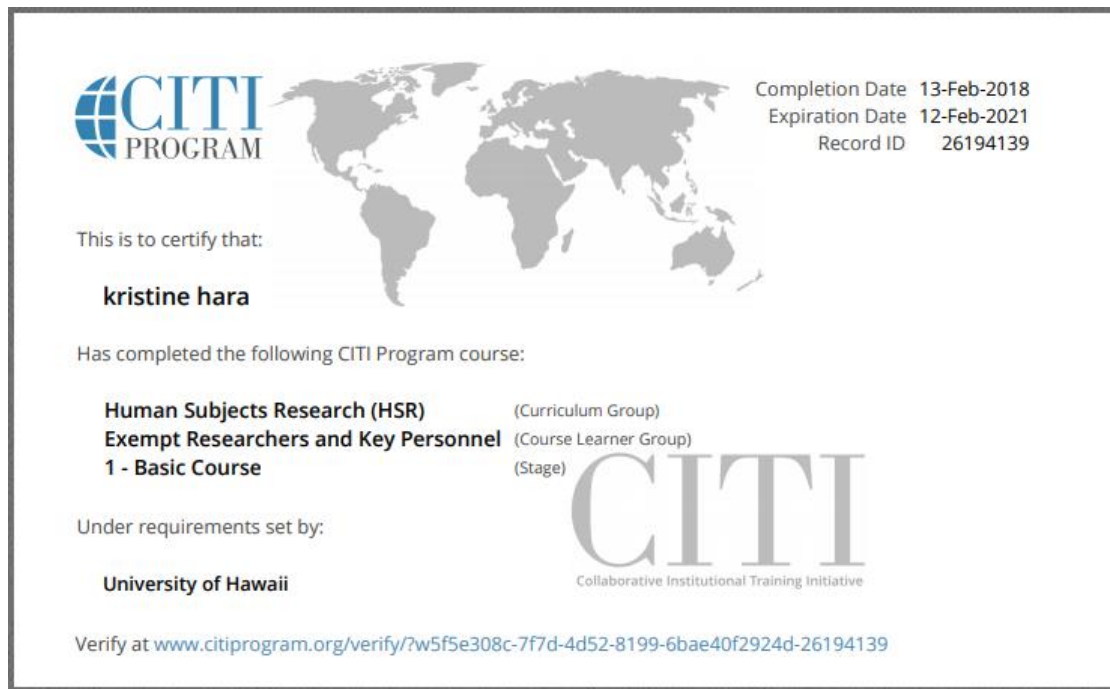 CITI
PROGRAM
Completion Date 13-Feb-2018
Expiration Date 12-Feb-2021
Record ID 26194139
This is to certify that:
kristine hara
Has completed the following CITI Program course:
Human Subjects Research (HSR) (Curriculum Group)
Exempt Researchers and Key Personnel (Course Learner Group)
1 - Basic Course (Stage)
CITI
Collaborative Institutional Training Initiative
Under requirements set by:
University of Hawaii
Verify at www.citiprogram.org/verify/?w5f5e308c-7f7d-4d52-8199-6bae40f2924d-26194139